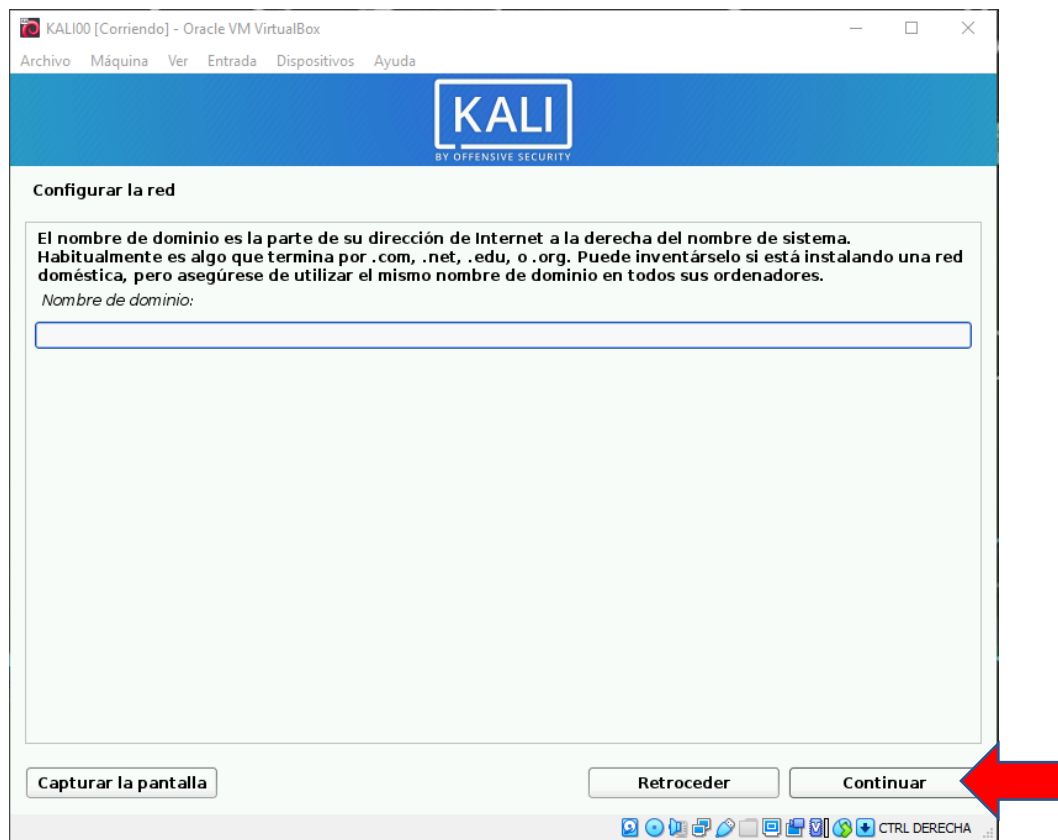 KALI00 [Corriendo] - Oracle VM VirtualBox
Archivo Máquina Ver Entrada Dispositivos Ayuda
KALI
BY OFFENSIVE SECURITY
Configurar la red
El nombre de dominio es la parte de su dirección de Internet a la derecha del nombre de sistema.
Habitualmente es algo que termina por .com, .net, .edu, o .org. Puede inventárselo si está instalando una red
doméstica, pero asegúrese de utilizar el mismo nombre de dominio en todos sus ordenadores.
Nombre de dominio:
Capturar la pantalla Retroceder Continuar
CTRL DERECHA